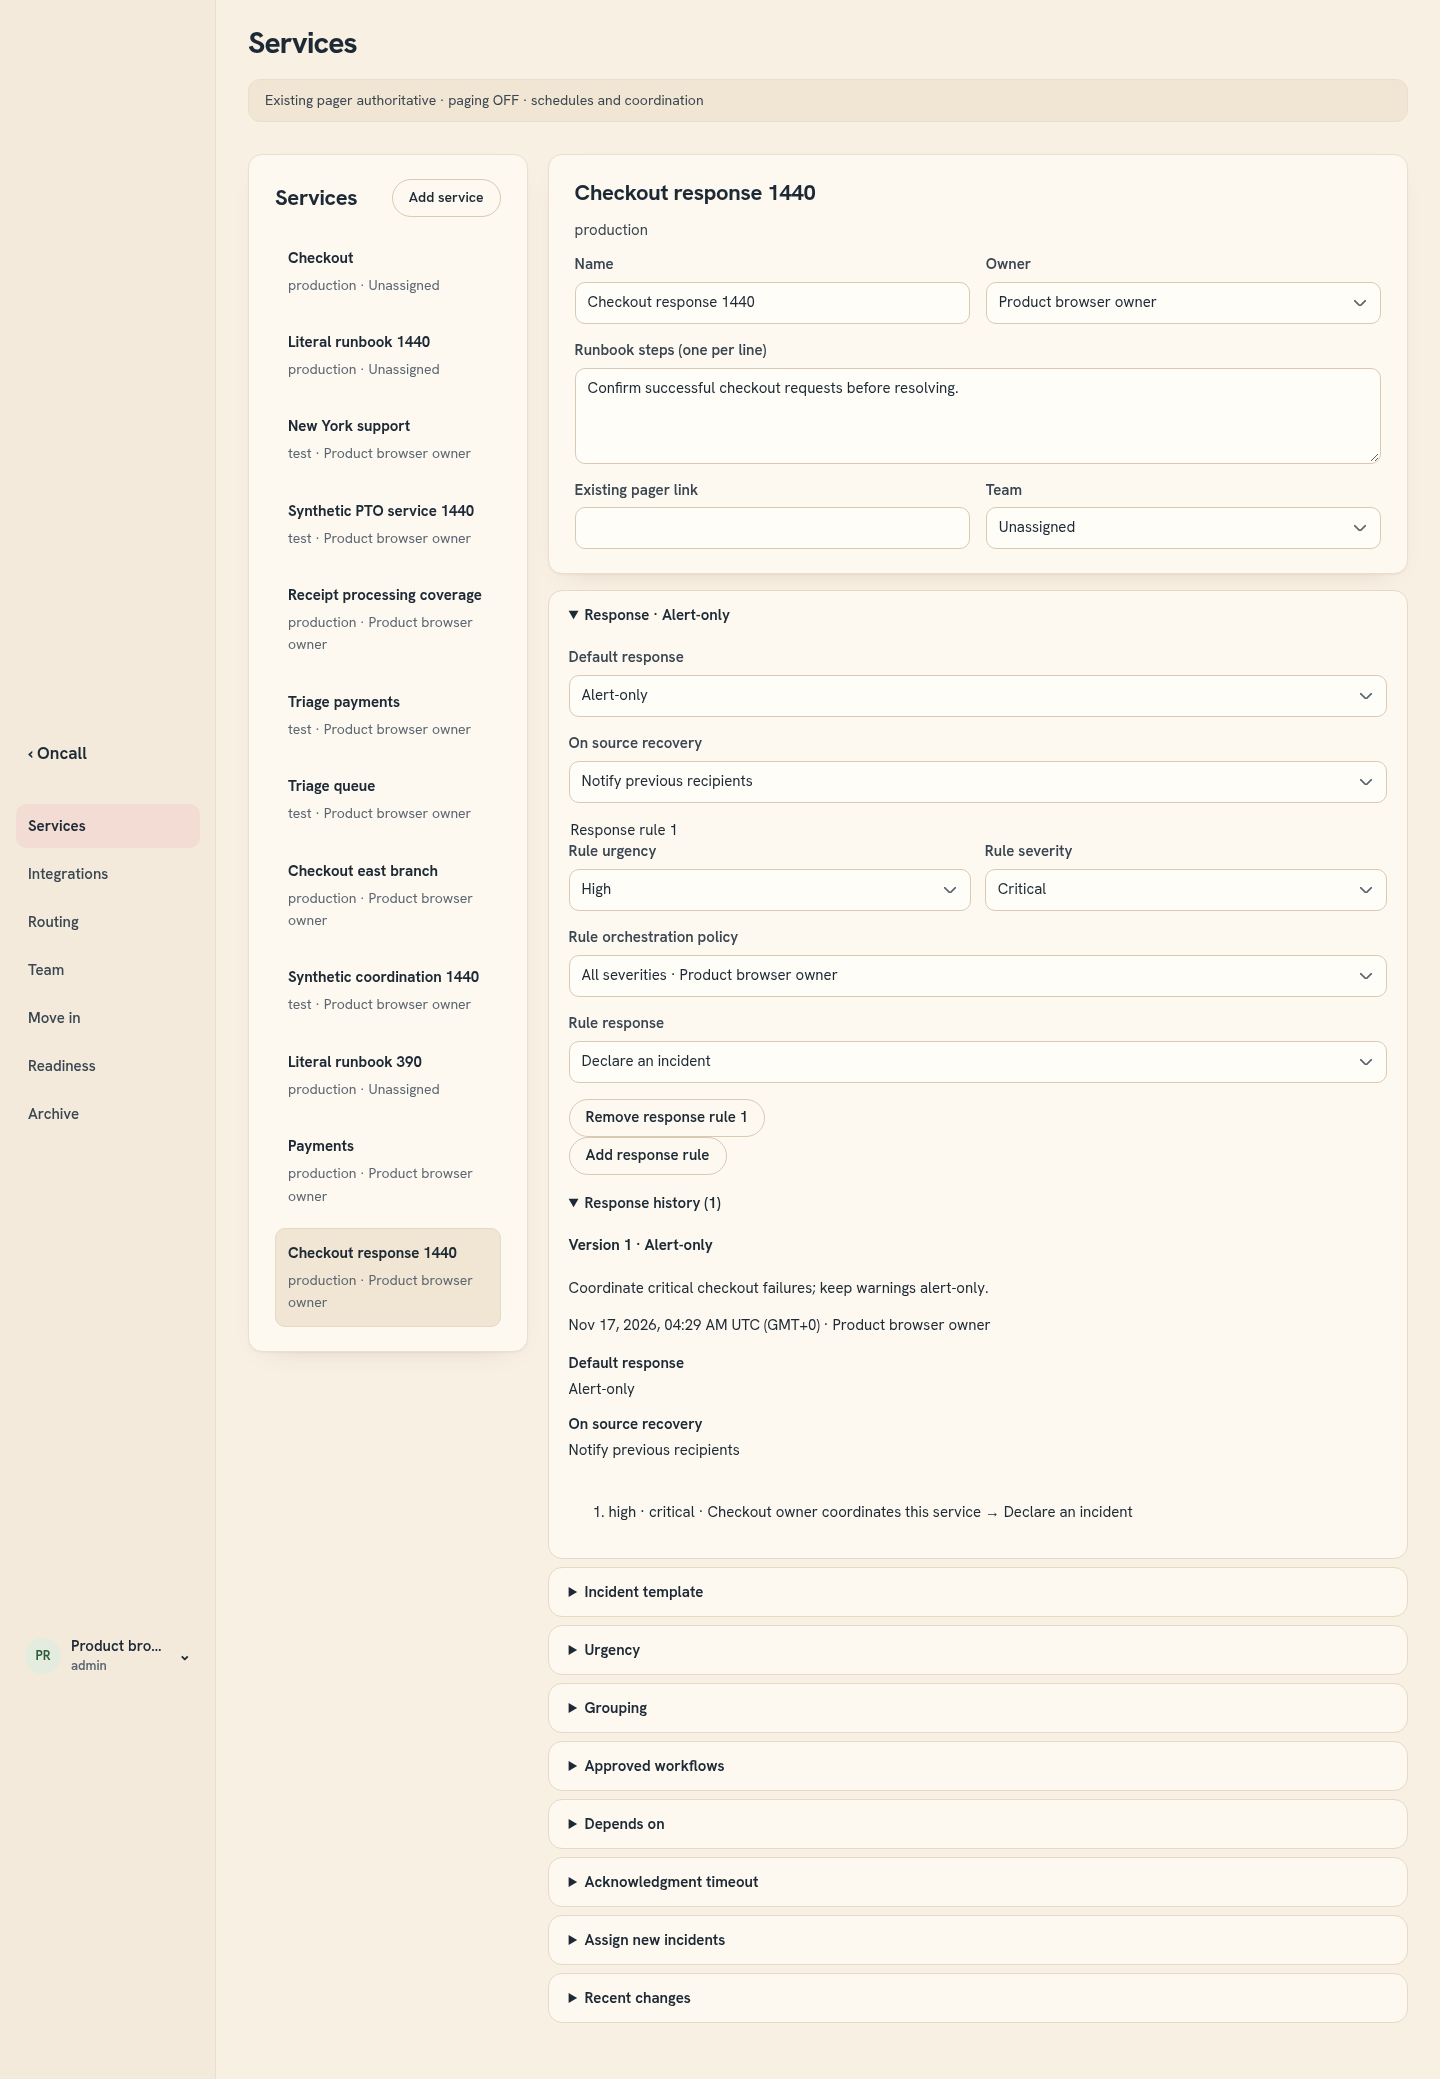 ‹ Oncall
Services
Integrations
Routing
Team
Move in
Readiness
Archive
PR
Product bro...
admin
Services
Existing pager authoritative · paging OFF · schedules and coordination
Services
Add service
Checkout
production · Unassigned
Literal runbook 1440
production · Unassigned
New York support
test · Product browser owner
Synthetic PTO service 1440
test · Product browser owner
Receipt processing coverage
production · Product browser
owner
Triage payments
test · Product browser owner
Triage queue
test · Product browser owner
Checkout east branch
production · Product browser
owner
Synthetic coordination 1440
test · Product browser owner
Literal runbook 390
production · Unassigned
Payments
production · Product browser
owner
Checkout response 1440
production · Product browser
owner
Checkout response 1440
production
Name
Owner
Checkout response 1440
Product browser owner
Runbook steps (one per line)
Confirm successful checkout requests before resolving.
Existing pager link
Team
Unassigned
▼ Response · Alert-only
Default response
Alert-only
On source recovery
Notify previous recipients
Response rule 1
Rule urgency
Rule severity
High
Critical
Rule orchestration policy
All severities · Product browser owner
Rule response
Declare an incident
Remove response rule 1
Add response rule
▼ Response history (1)
Version 1 · Alert-only
Coordinate critical checkout failures; keep warnings alert-only.
Nov 17, 2026, 04:29 AM UTC (GMT+0) · Product browser owner
Default response
Alert-only
On source recovery
Notify previous recipients
1. high · critical · Checkout owner coordinates this service → Declare an incident
▶ Incident template
▶ Urgency
▶ Grouping
▶ Approved workflows
▶ Depends on
▶ Acknowledgment timeout
▶ Assign new incidents
▶ Recent changes